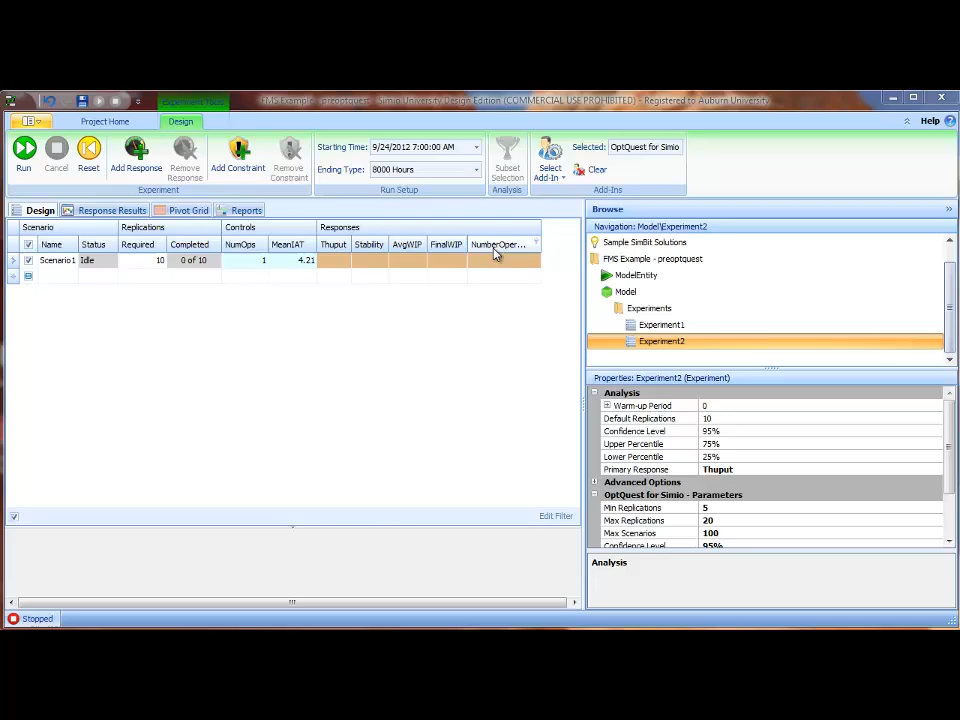 FMS Example - preoptquest - Simio University Design Edition (COMMERCIAL USE PROHIBITED) - Registered to Auburn University
Project Home Design Help
Run Cancel Reset Add Response Remove Response Add Constraint Remove Constraint
Experiment
Starting Time: 9/24/2012 7:00:00 AM
Ending Type: 8000 Hours
Run Setup
Subset Selection
Analysis
Select Add-In
Selected: OptQuest for Simio
Clear
Add-Ins
Design Response Results Pivot Grid Reports
Scenario Replications Controls Responses
Name Status Required Completed NumOps MeanIAT Thuput Stability AvgWIP FinalWIP NumberOper...
Scenario1 Idle 10 0 of 10 1 4.21
Edit Filter
Browse
Navigation: Model\Experiment2
Sample SimBit Solutions
FMS Example - preoptquest
ModelEntity
Model
Experiments
Experiment1
Experiment2
Properties: Experiment2 (Experiment)
Analysis
Warm-up Period 0
Default Replications 10
Confidence Level 95%
Upper Percentile 75%
Lower Percentile 25%
Primary Response Thuput
Advanced Options
OptQuest for Simio - Parameters
Min Replications 5
Max Replications 20
Max Scenarios 100
Confidence Level 95%
Analysis
Stopped